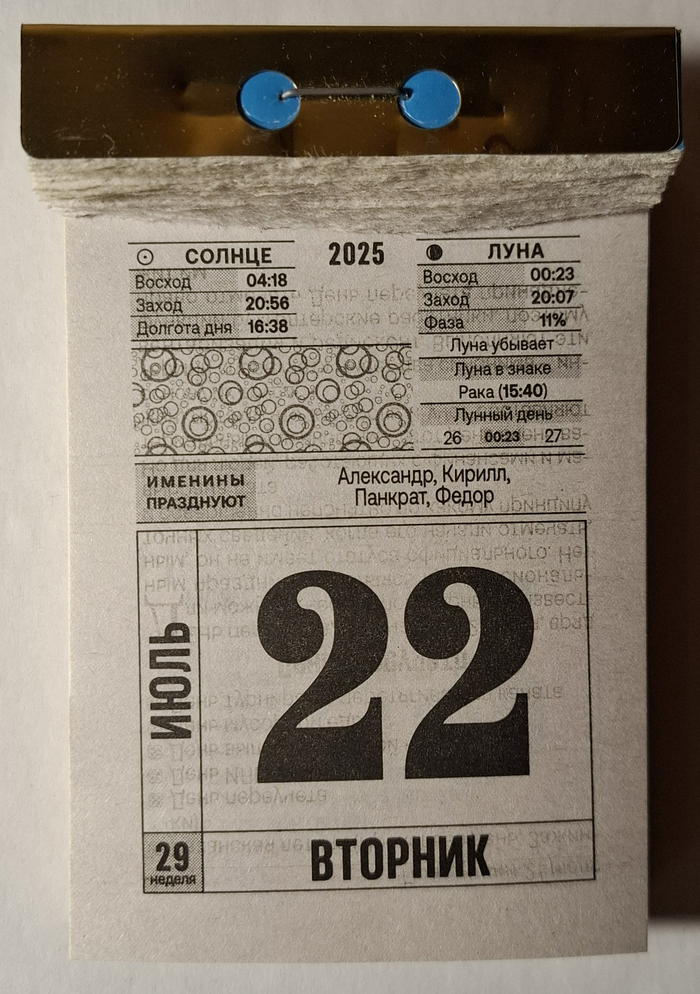 СОЛНЦЕ
Восход 04:18
Заход 20:56
Долгота дня 16:38
2025
ЛУНА
Восход 00:23
Заход 20:07
Фаза 11%
Луна убывает
Луна в знаке
Рака (15:40)
Лунный день
26 00:23 27
ИМЕНИНЫ
ПРАЗДНУЮТ
Александр, Кирилл,
Панкрат, Федор
ИЮЛЬ
22
29
неделя
ВТОРНИК